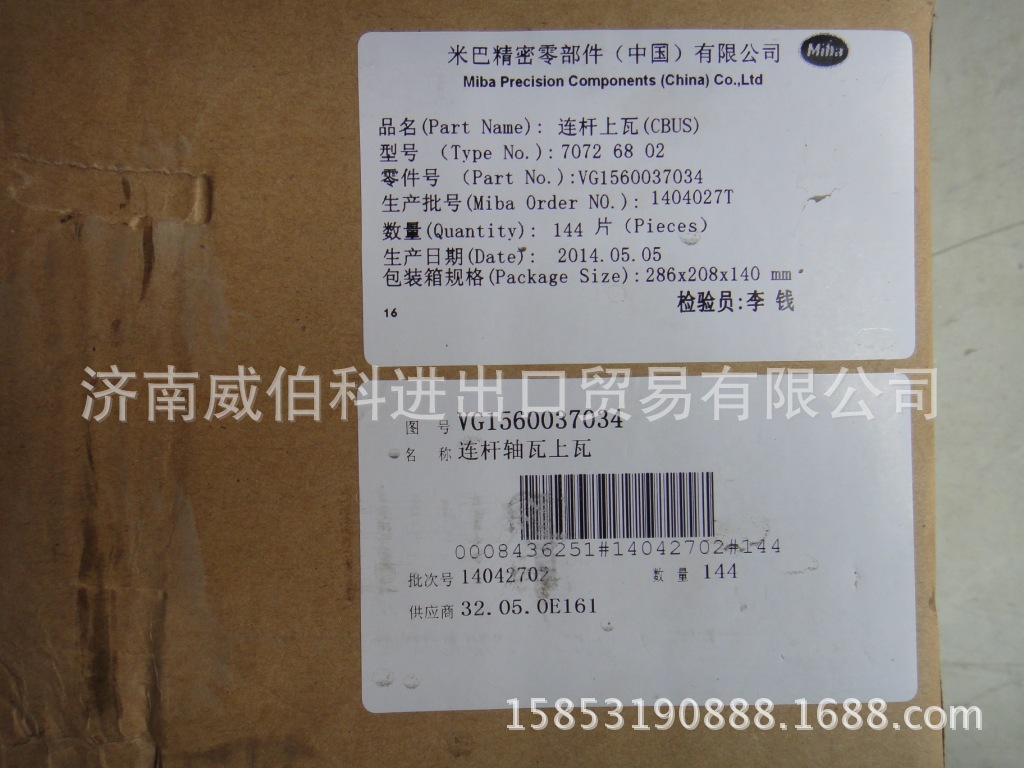 米巴精密零部件（中国）有限公司 Miba
Miba Precision Components (China) Co.,Ltd
品名(Part Name): 连杆上瓦(CBUS)
型号 （Type No.):7072 68 02
零件号 （Part No.):VG1560037034
生产批号(Miba Order NO.): 1404027T
数量(Quantity): 144 片（Pieces）
生产日期(Date): 2014.05.05
包装箱规格(Package Size):286x208x140 mm
检验员:李 钱
16
济南威伯科进出口贸易有限公司
图 号 VG1560037034
名 称 连杆轴瓦上瓦
0008436251#14042702#144
批次号 14042702 数 量 144
供应商 32.05.0E161
15853190888.1688.com